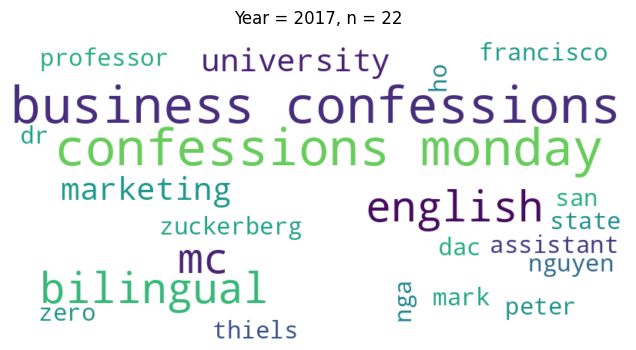 Year = 2017, n = 22
professor university francisco
ho
business confessions
dr confessions monday
marketing english san
zuckerberg state
mc dac assistant
nguyen
bilingual nga mark peter
zero thiels